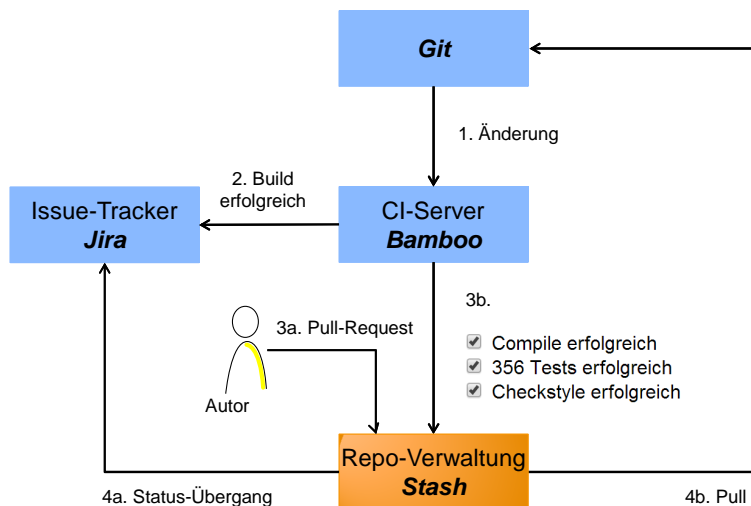 Git
1. Änderung
2. Build
erfolgreich
Issue-Tracker
Jira
CI-Server
Bamboo
3b.
3a. Pull-Request
Compile erfolgreich
356 Tests erfolgreich
Checkstyle erfolgreich
Autor
Repo-Verwaltung
Stash
4a. Status-Übergang
4b. Pull